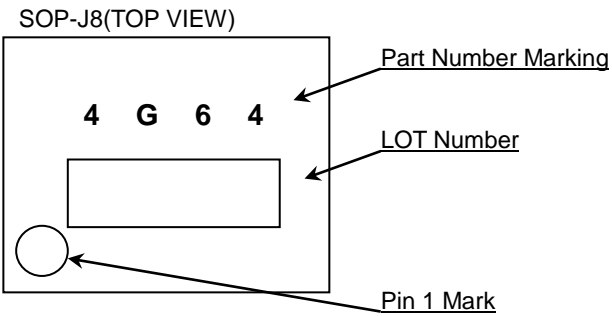 SOP-J8(TOP VIEW)
Part Number Marking
4 G 6 4
LOT Number
Pin 1 Mark